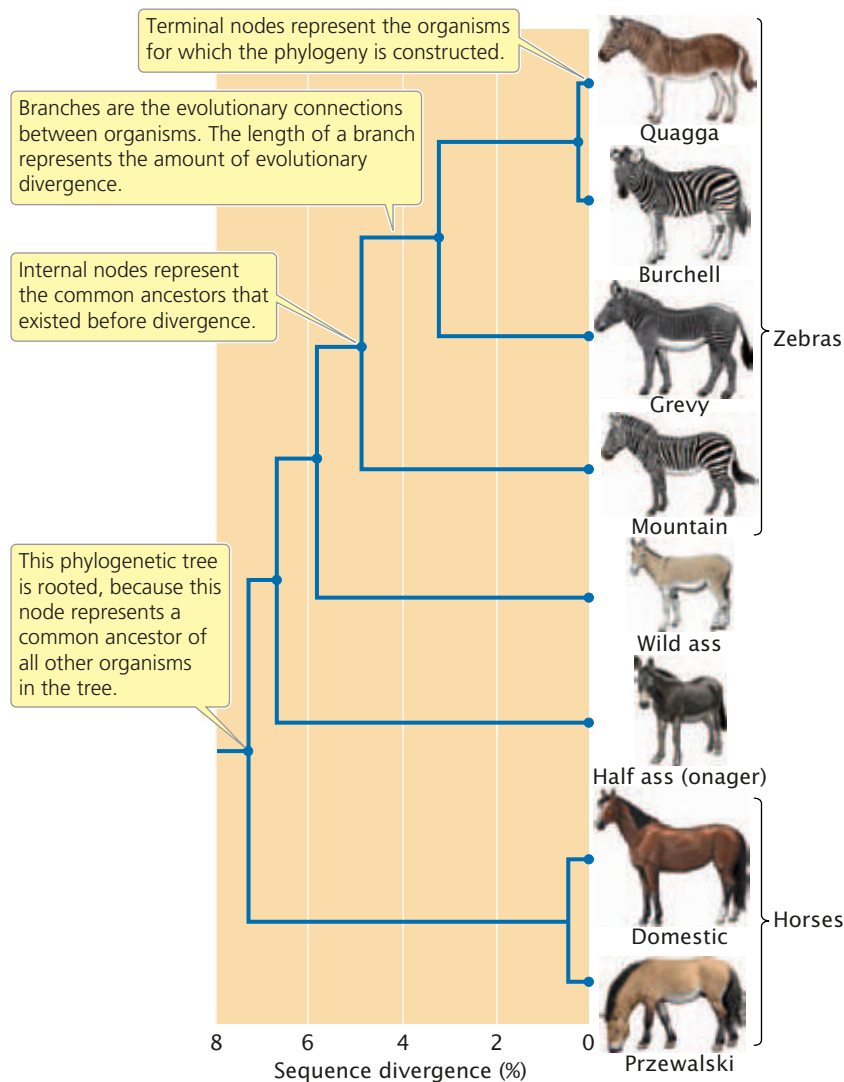 Terminal nodes represent the organisms
for which the phylogeny is constructed.
Branches are the evolutionary connections
between organisms. The length of a branch
represents the amount of evolutionary
divergence.
Internal nodes represent
the common ancestors that
existed before divergence.
This phylogenetic tree
is rooted, because this
node represents a
common ancestor of
all other organisms
in the tree.
Quagga
Burchell
Grevy
Mountain
Zebras
Wild ass
Half ass (onager)
Domestic
Przewalski
Horses
8 6 4 2 0
Sequence divergence (%)